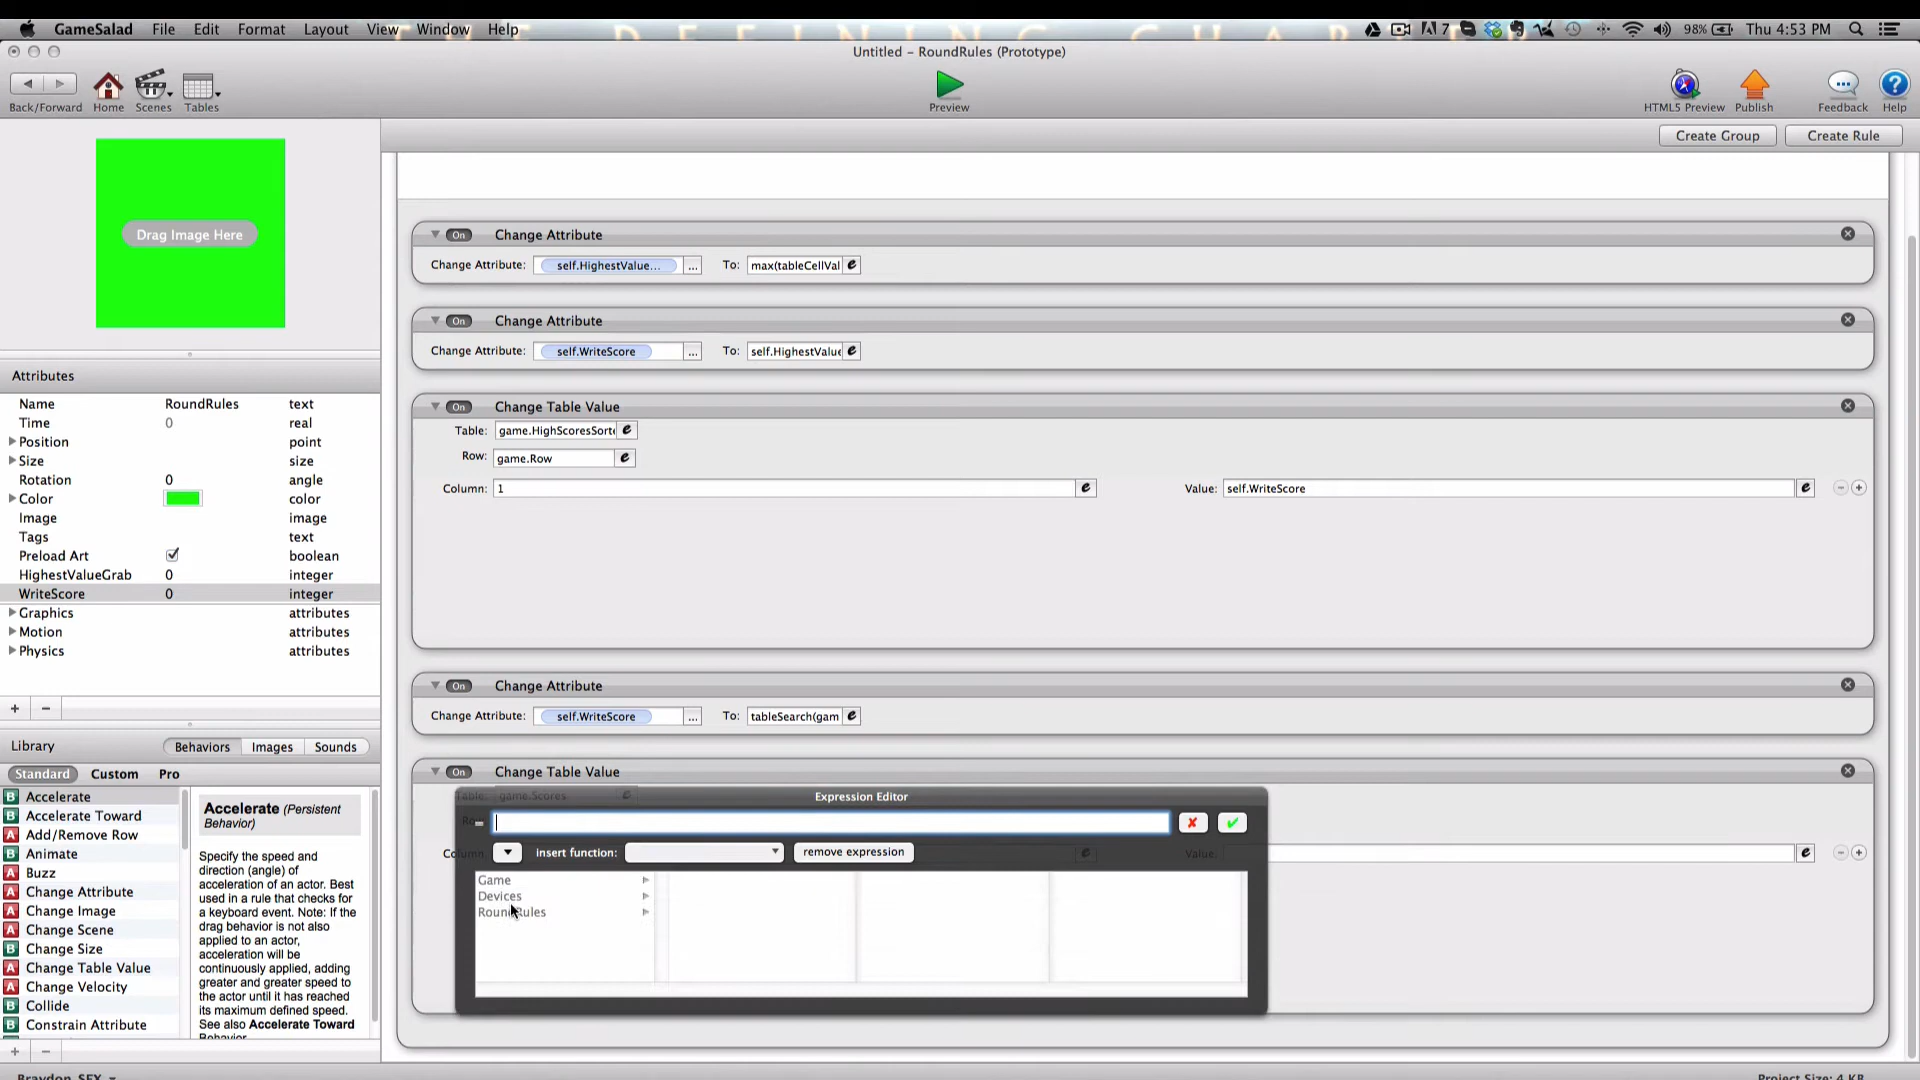 GameSalad File Edit Format Layout View Window Help 7 98% Thu 4:53 PM
Untitled – RoundRules (Prototype)
Back/Forward Home Scenes Tables Preview HTML5 Preview Publish Feedback Help
Create Group Create Rule
Drag Image Here
Attributes
Name RoundRules text
Time 0 real
Position point
Size size
Rotation 0 angle
Color color
Image image
Tags text
Preload Art boolean
HighestValueGrab 0 integer
WriteScore 0 integer
Graphics attributes
Motion attributes
Physics attributes
+ −
Library Behaviors Images Sounds
Standard Custom Pro
B Accelerate
B Accelerate Toward
A Add/Remove Row
B Animate
B Buzz
A Change Attribute
A Change Image
A Change Scene
B Change Size
A Change Table Value
A Change Velocity
B Collide
B Constrain Attribute
Accelerate (Persistent
Behavior)
Specify the speed and
direction (angle) of
acceleration of an actor. Best
used in a rule that checks for
a keyboard event. Note: If the
drag behavior is not also
applied to an actor,
acceleration will be
continuously applied, adding
greater and greater speed to
the actor until it has reached
its maximum defined speed.
See also Accelerate Toward
Behavior.
+ −
Braydon_SFX
On Change Attribute
Change Attribute: self.HighestValue... ... To: max(tableCellVal e
On Change Attribute
Change Attribute: self.WriteScore ... To: self.HighestValue e
On Change Table Value
Table: game.HighScoresSorte e
Row: game.Row e
Column: 1 e Value: self.WriteScore e
On Change Attribute
Change Attribute: self.WriteScore ... To: tableSearch(gam e
On Change Table Value
Table: game.Scores e
Expression Editor
Column: Value: e
insert function: remove expression
Game
Devices
RoundRules
Project Size: 4 KB